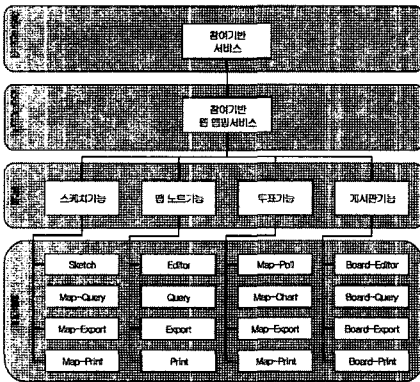 참여기반
서비스
참여기반
웹 맵핑서비스
스케치기능
맵 노트기능
투표기능
게시판기능
Sketch
Editor
Map-Poll
Board-Editor
Map-Query
Query
Map-Chart
Board-Query
Map-Export
Export
Map-Export
Board-Export
Map-Print
Print
Map-Print
Board-Print